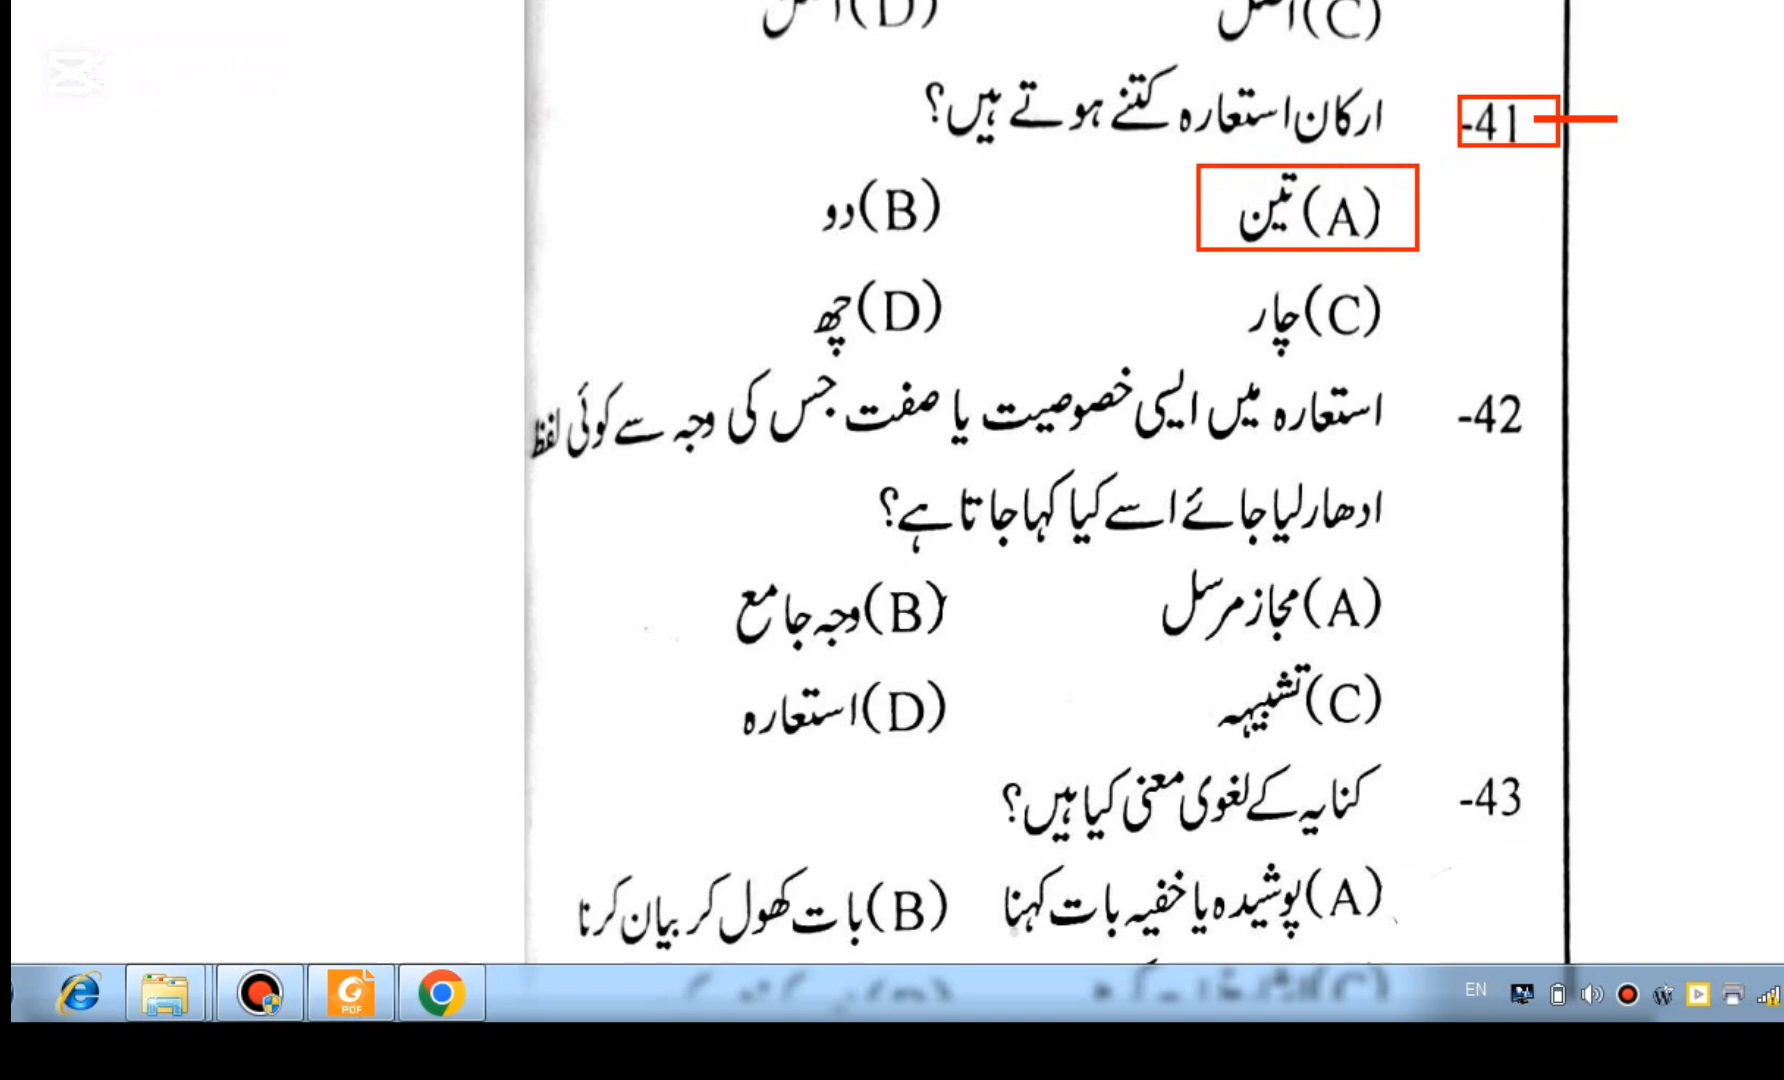 -41 ارکان استعارہ کتنے ہوتے ہیں؟
(A) تین (B) دو
(C) چار (D) چھ
-42 استعارہ میں ایسی خصوصیت یا صفت جس کی وجہ سے کوئی لفظ
ادھار لیا جائے اسے کیا کہا جاتا ہے؟
(A) مجاز مرسل (B) وجہ جامع
(C) تشبیہہ (D) استعارہ
-43 کنایہ کے لغوی معنی کیا ہیں؟
(A) پوشیدہ یا خفیہ بات کہنا (B) بات کھول کر بیان کرنا
PDF EN